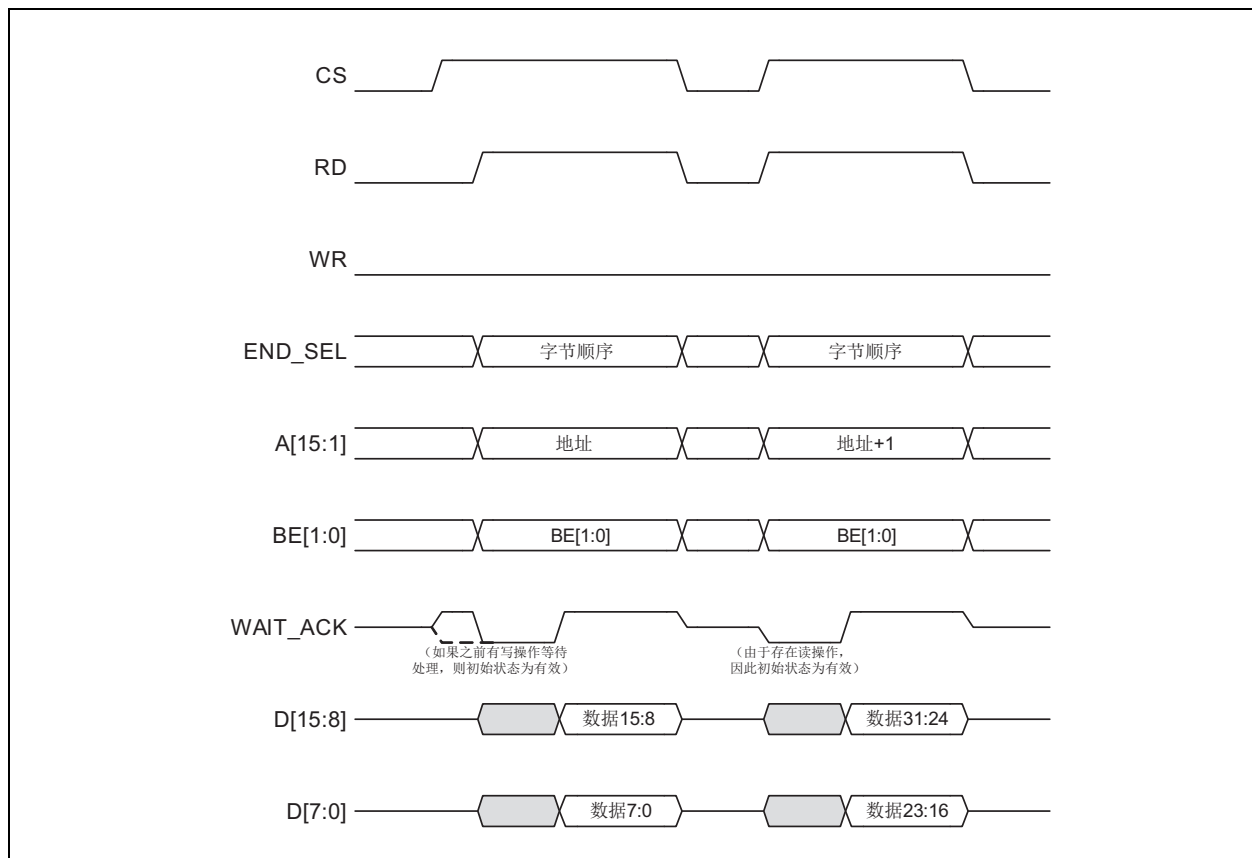 CS
RD
WR
END_SEL
字节顺序
字节顺序
A[15:1]
地址
地址+1
BE[1:0]
BE[1:0]
BE[1:0]
WAIT_ACK
（如果之前有写操作等待
处理，则初始状态为有效）
（由于存在读操作，
因此初始状态为有效）
D[15:8]
数据15:8
数据31:24
D[7:0]
数据7:0
数据23:16